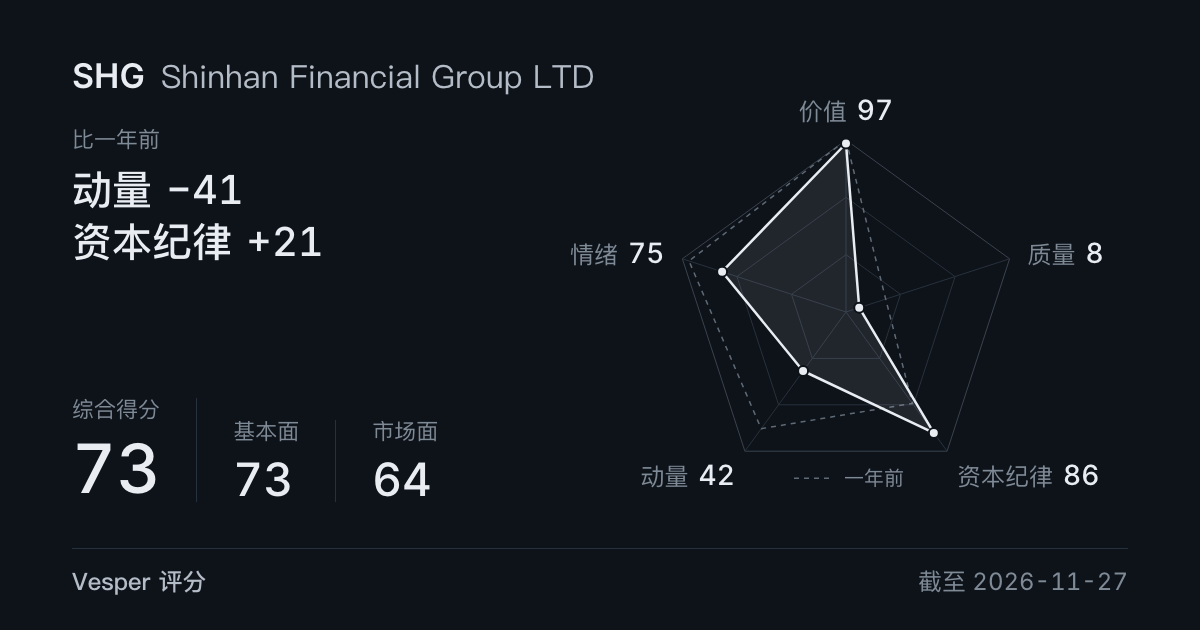 SHG Shinhan Financial Group LTD
比一年前
动量 −41
资本纪律 +21
价值 97
情绪 75
质量 8
动量 42
一年前
资本纪律 86
综合得分
73
基本面
73
市场面
64
Vesper 评分
截至 2026-11-27